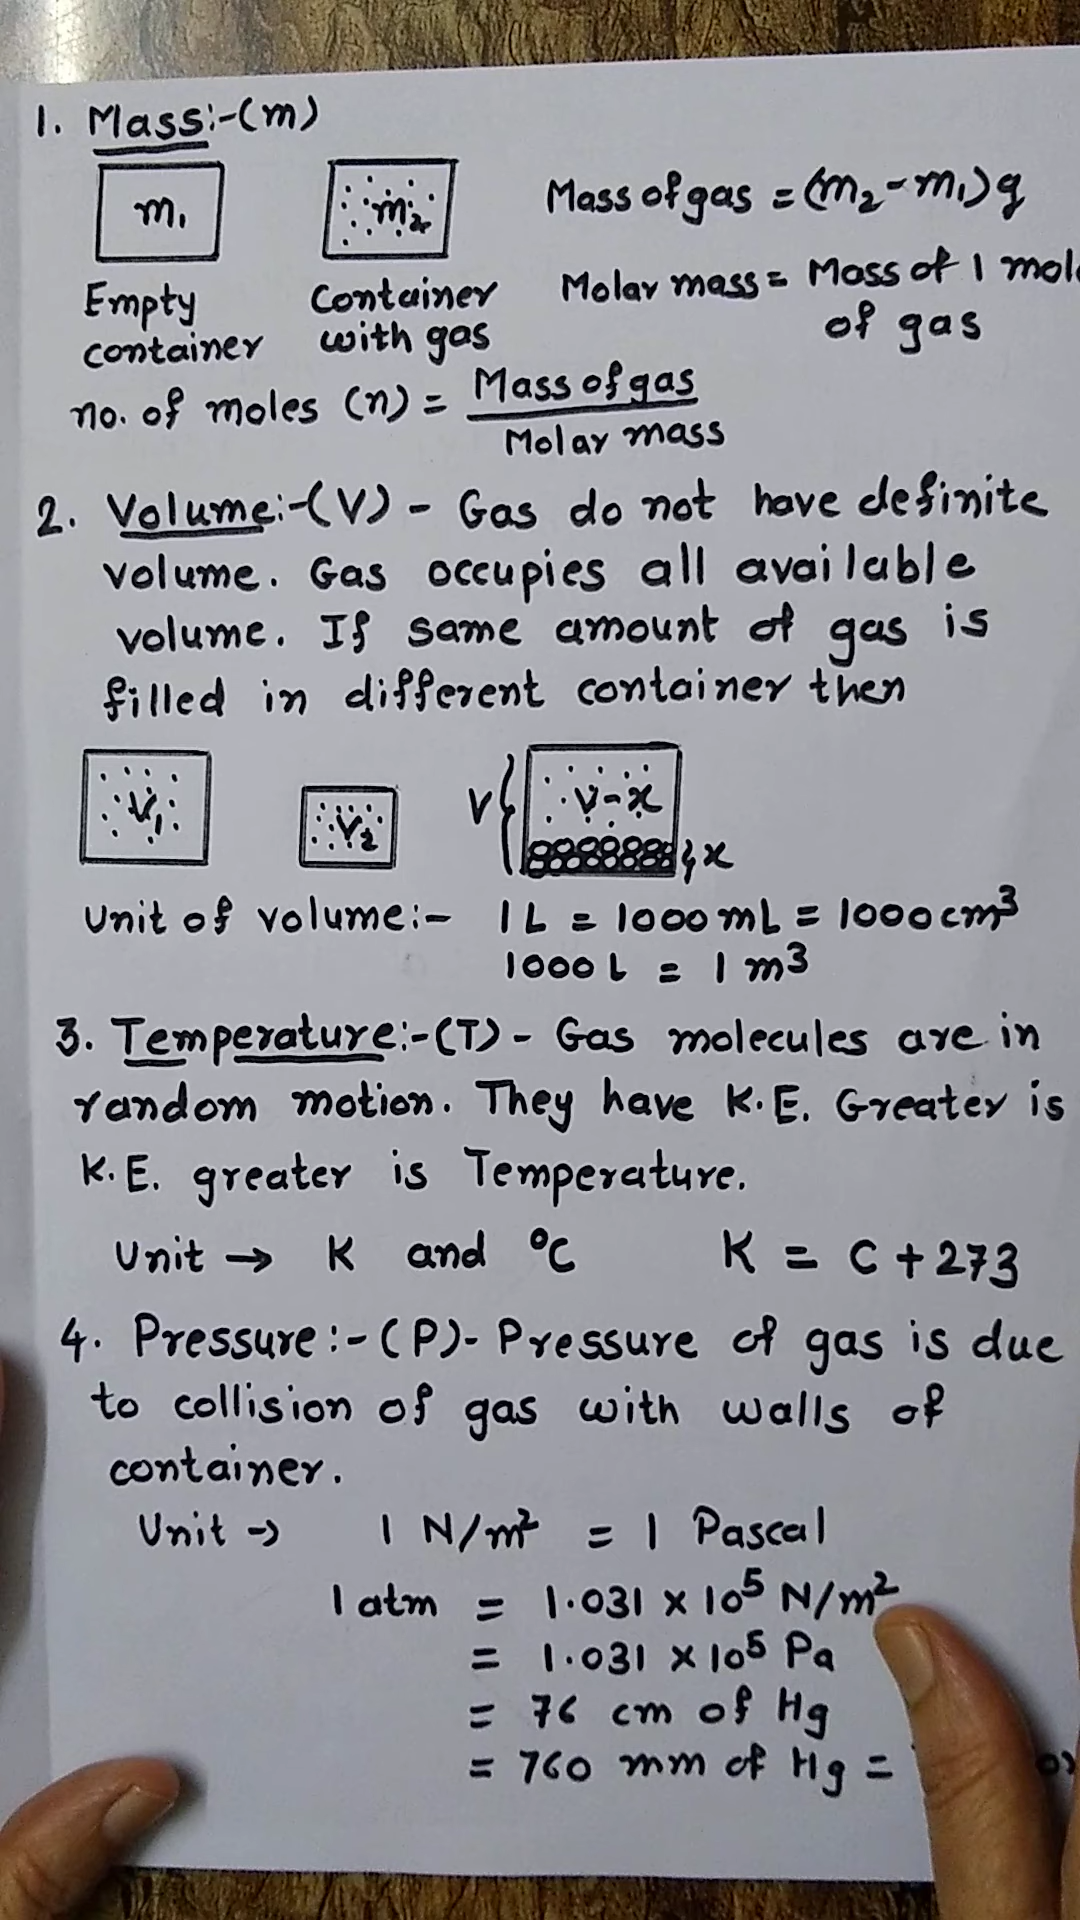 1. Mass:-(m)
m₁ m₂ Mass of gas = (m₂-m₁)g
Empty container
Container with gas
Molar mass = Mass of 1 mole of gas
no. of moles (n) = Mass of gas / Molar mass
2. Volume:-(V) - Gas do not have definite
volume. Gas occupies all available
volume. If same amount of gas is
filled in different container then
V₁ V₂ V V-x x
Unit of volume:- 1L = 1000 mL = 1000 cm³
1000 L = 1 m³
3. Temperature:-(T) - Gas molecules are in
random motion. They have K.E. Greater is
K.E. greater is Temperature.
Unit → K and °C K = C + 273
4. Pressure:-(P)- Pressure of gas is due
to collision of gas with walls of
container.
Unit → 1 N/m² = 1 Pascal
1 atm = 1.031 x 10⁵ N/m²
= 1.031 x 10⁵ Pa
= 76 cm of Hg
= 760 mm of Hg =